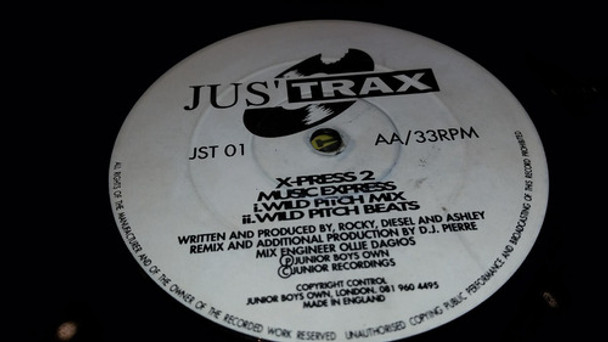 JUS' TRAX
JST 01
AA/33RPM
X-PRESS 2
MUSIC EXPRESS
i. WILD PITCH MIX
ii. WILD PITCH BEATS
WRITTEN AND PRODUCED BY, ROCKY, DIESEL AND ASHLEY
REMIX AND ADDITIONAL PRODUCTION BY D.J. PIERRE
MIX ENGINEER OLLIE DAGIOS
Ⓟ JUNIOR BOYS OWN
© JUNIOR RECORDINGS
COPYRIGHT CONTROL
JUNIOR BOYS OWN, LONDON. 081 960 4495
MADE IN ENGLAND
ALL RIGHTS OF THE MANUFACTURER AND OF THE OWNER OF THE RECORDED WORK RESERVED UNAUTHORISED COPYING PUBLIC PERFORMANCE AND BROADCASTING OF THIS RECORD PROHIBITED